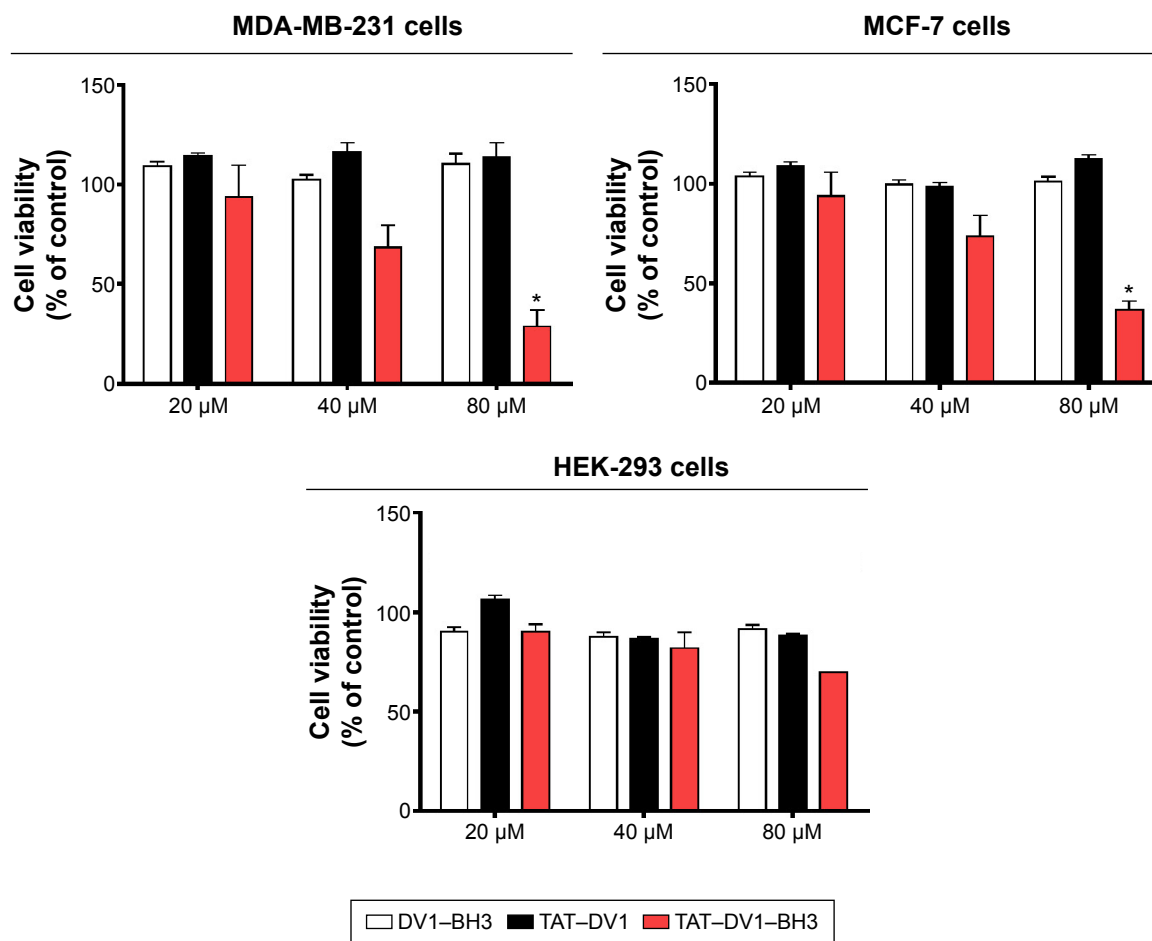 MDA-MB-231 cells
MCF-7 cells
Cell viability
(% of control)
150
100
50
0
*
20 µM
40 µM
80 µM
Cell viability
(% of control)
150
100
50
0
*
20 µM
40 µM
80 µM
HEK-293 cells
Cell viability
(% of control)
150
100
50
0
20 µM
40 µM
80 µM
DV1–BH3
TAT–DV1
TAT–DV1–BH3